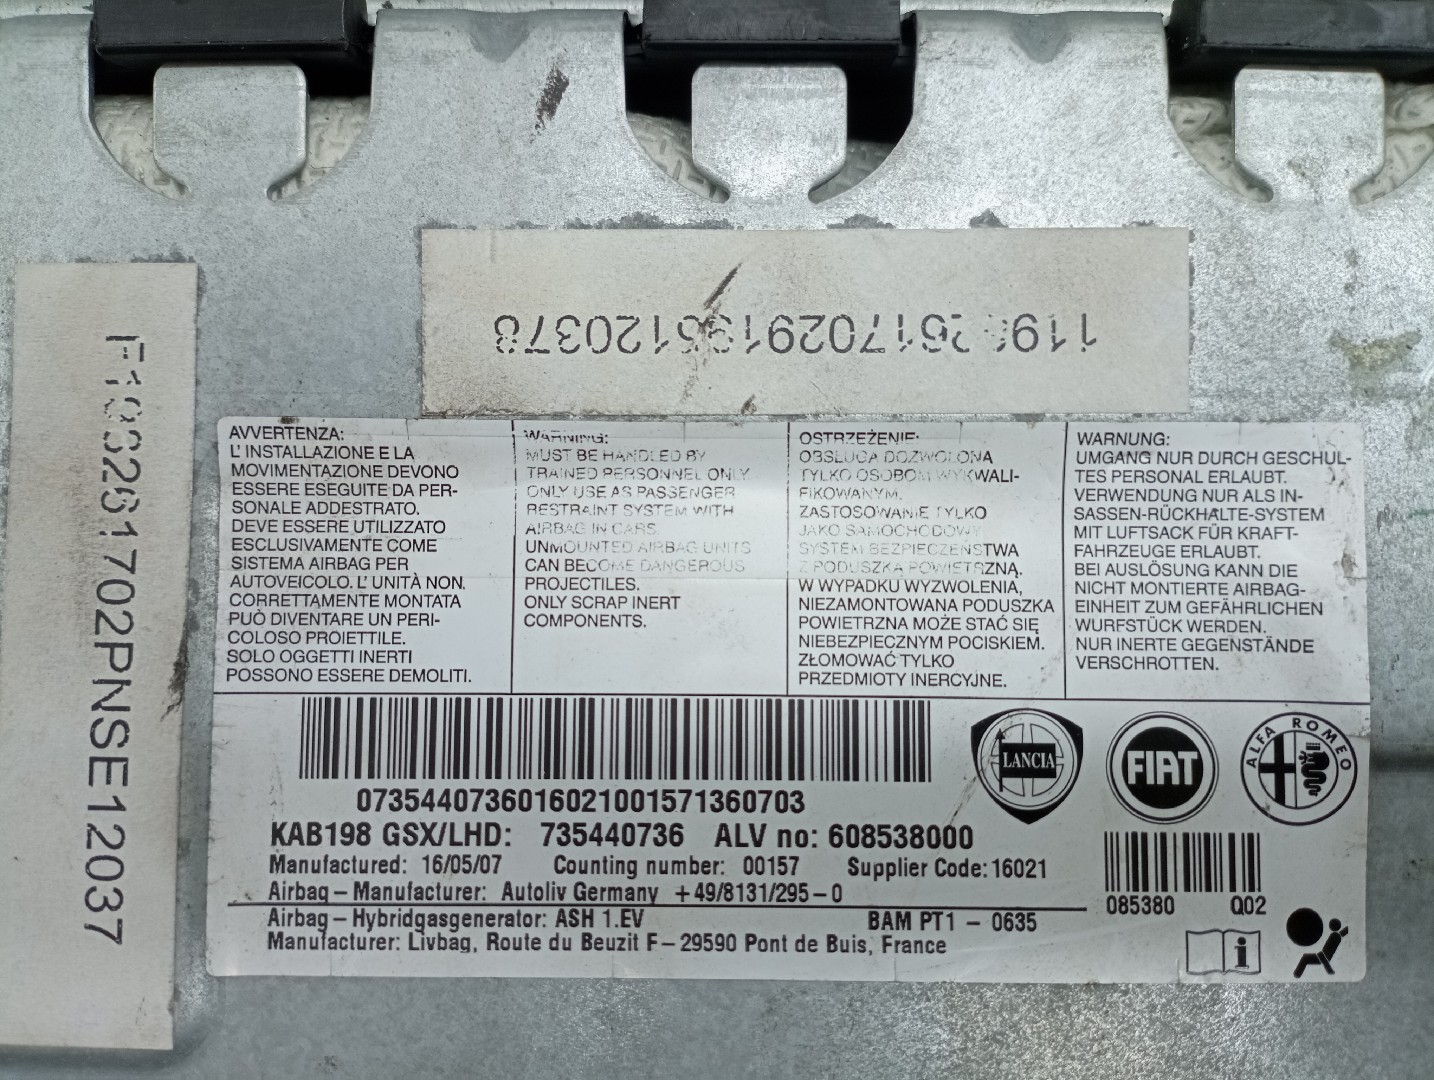 F193261702PNSE12037
AVVERTENZA:
L' INSTALLAZIONE E LA
MOVIMENTAZIONE DEVONO
ESSERE ESEGUITE DA PER-
SONALE ADDESTRATO.
DEVE ESSERE UTILIZZATO
ESCLUSIVAMENTE COME
SISTEMA AIRBAG PER
AUTOVEICOLO. L' UNITÀ NON.
CORRETTAMENTE MONTATA
PUÒ DIVENTARE UN PERI-
COLOSO PROIETTILE.
SOLO OGGETTI INERTI
POSSONO ESSERE DEMOLITI.
WARNING:
MUST BE HANDLED BY
TRAINED PERSONNEL ONLY.
ONLY USE AS PASSENGER
RESTRAINT SYSTEM WITH
AIRBAG IN CARS.
UNMOUNTED AIRBAG UNITS
CAN BECOME DANGEROUS
PROJECTILES.
ONLY SCRAP INERT
COMPONENTS.
OSTRZEŻENIE:
OBSŁUGA DOZWOLONA
TYLKO OSOBOM WYKWALI-
FIKOWANYM.
ZASTOSOWANIE TYLKO
JAKO SAMOCHODOWY
SYSTEM BEZPIECZEŃSTWA
Z PODUSZKĄ POWIETRZNĄ.
W WYPADKU WYZWOLENIA,
NIEZAMONTOWANA PODUSZKA
POWIETRZNA MOŻE STAĆ SIĘ
NIEBEZPIECZNYM POCISKIEM.
ZŁOMOWAĆ TYLKO
PRZEDMIOTY INERCYJNE.
WARNUNG:
UMGANG NUR DURCH GESCHUL-
TES PERSONAL ERLAUBT.
VERWENDUNG NUR ALS IN-
SASSEN-RÜCKHALTE-SYSTEM
MIT LUFTSACK FÜR KRAFT-
FAHRZEUGE ERLAUBT.
BEI AUSLÖSUNG KANN DIE
NICHT MONTIERTE AIRBAG-
EINHEIT ZUM GEFÄHRLICHEN
WURFSTÜCK WERDEN.
NUR INERTE GEGENSTÄNDE
VERSCHROTTEN.
LANCIA
FIAT
ALFA ROMEO
07354407360160210015713607​03
KAB198 GSX/LHD: 735440736 ALV no: 608538000
Manufactured: 16/05/07 Counting number: 00157 Supplier Code: 16021
Airbag – Manufacturer: Autoliv Germany +49/8131/295-0
Airbag – Hybridgasgenerator: ASH 1.EV BAM PT1 - 0635
Manufacturer: Livbag, Route du Beuzit F-29590 Pont de Buis, France
085380 Q02
i